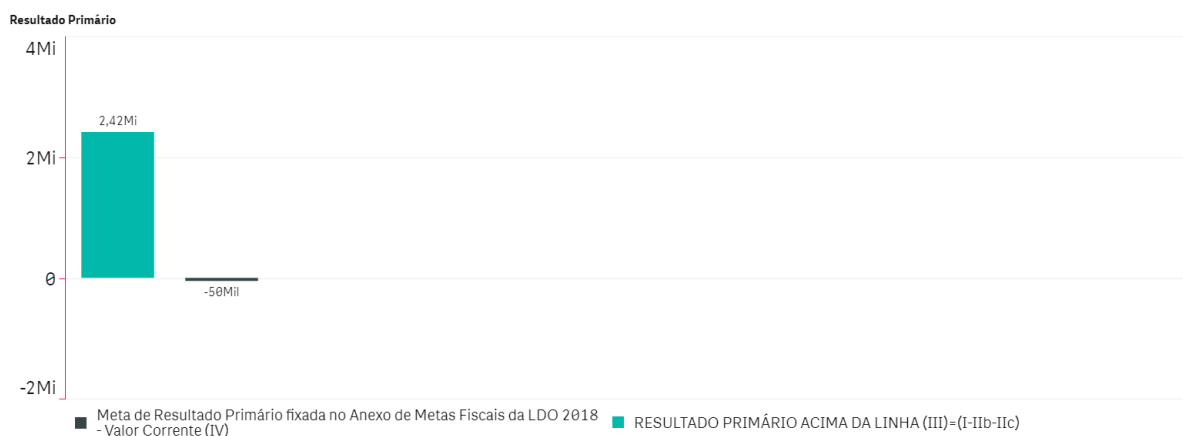 Resultado Primário
4Mi
2,42Mi
2Mi
0
-50Mil
-2Mi
Meta de Resultado Primário fixada no Anexo de Metas Fiscais da LDO 2018
- Valor Corrente (IV)
RESULTADO PRIMÁRIO ACIMA DA LINHA (III)=(I-IIb-IIc)